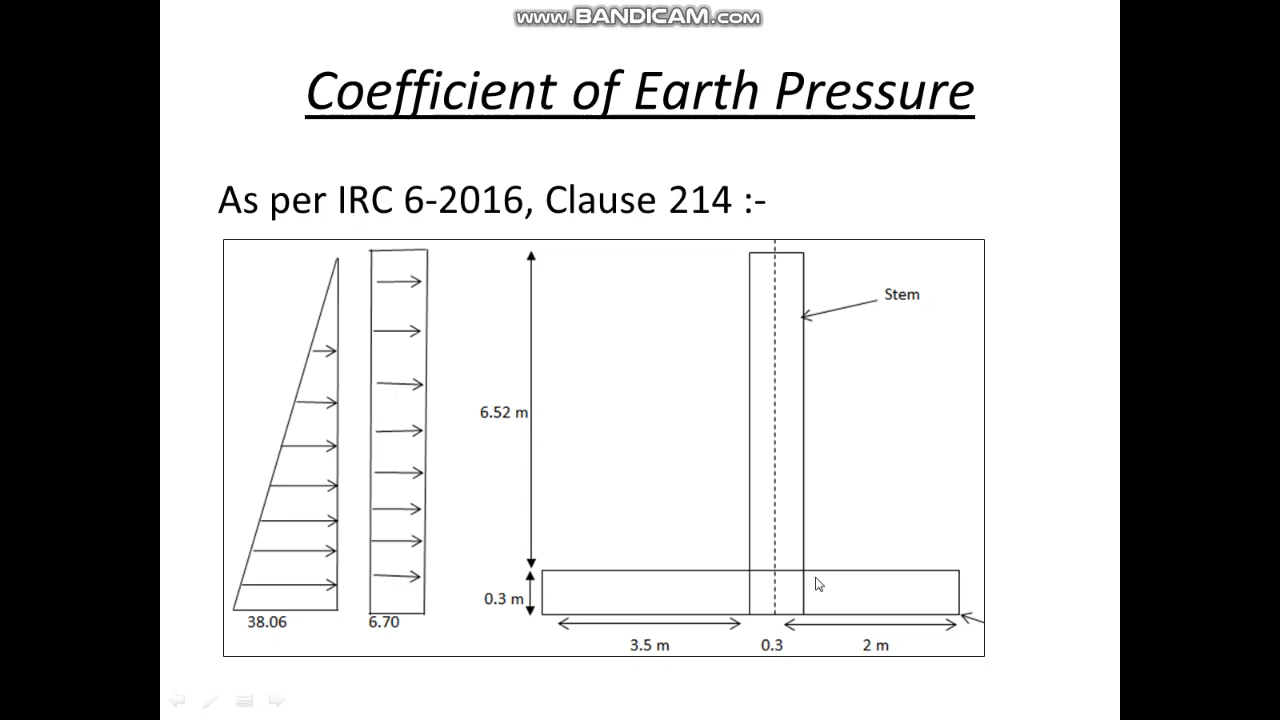 www.BANDICAM.com
Coefficient of Earth Pressure
As per IRC 6-2016, Clause 214 :-
Stem
6.52 m
0.3 m
38.06
6.70
3.5 m
0.3
2 m